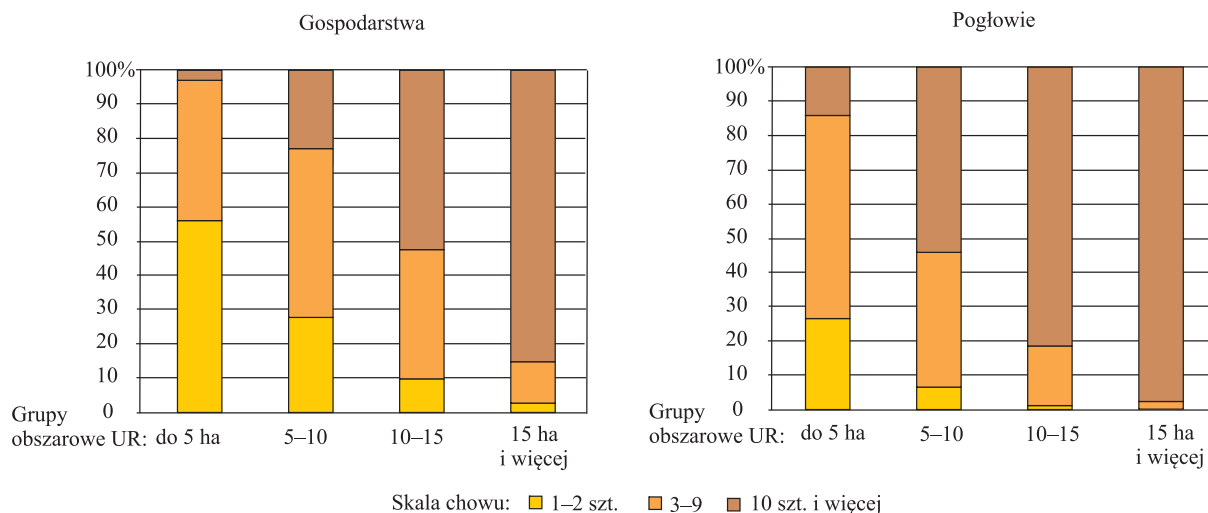 Gospodarstwa
100%
90
80
70
60
50
40
30
20
10
0
Grupy
obszarowe UR: do 5 ha 5–10 10–15 15 ha
i więcej
Pogłowie
100%
90
80
70
60
50
40
30
20
10
0
Grupy
obszarowe UR: do 5 ha 5–10 10–15 15 ha
i więcej
Skala chowu: 1–2 szt. 3–9 10 szt. i więcej